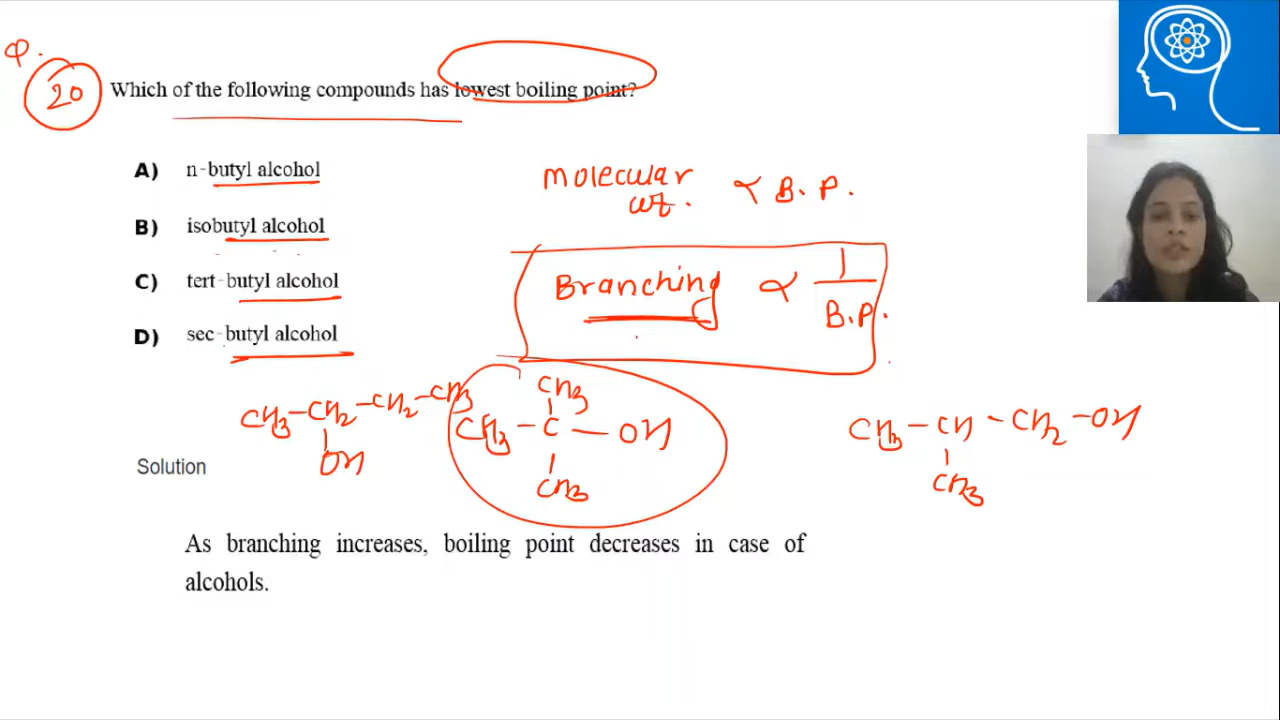 Q.
20 Which of the following compounds has lowest boiling point?
A) n-butyl alcohol
B) isobutyl alcohol
C) tert-butyl alcohol
D) sec-butyl alcohol
molecular wt. ∝ B.P.
Branching ∝ 1/B.P.
CH3-CH2-CH2-CH3
OH
CH3
CH3-C-OH
CH3
CH3-CH-CH2-OH
CH3
Solution
As branching increases, boiling point decreases in case of
alcohols.